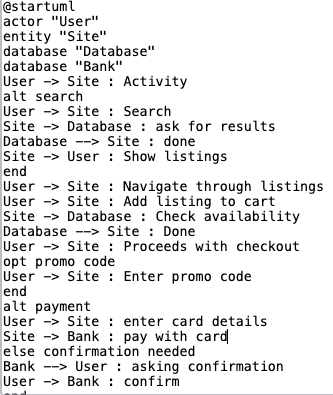 @startuml
actor "User"
entity "Site"
database "Database"
database "Bank"
User -> Site : Activity
alt search
User -> Site : Search
Site -> Database : ask for results
Database --> Site : done
Site -> User : Show listings
end
User -> Site : Navigate through listings
User -> Site : Add listing to cart
Site -> Database : Check availability
Database --> Site : Done
User -> Site : Proceeds with checkout
opt promo code
User -> Site : Enter promo code
end
alt payment
User -> Site : enter card details
Site -> Bank : pay with card
else confirmation needed
Bank --> User : asking confirmation
User -> Bank : confirm
end